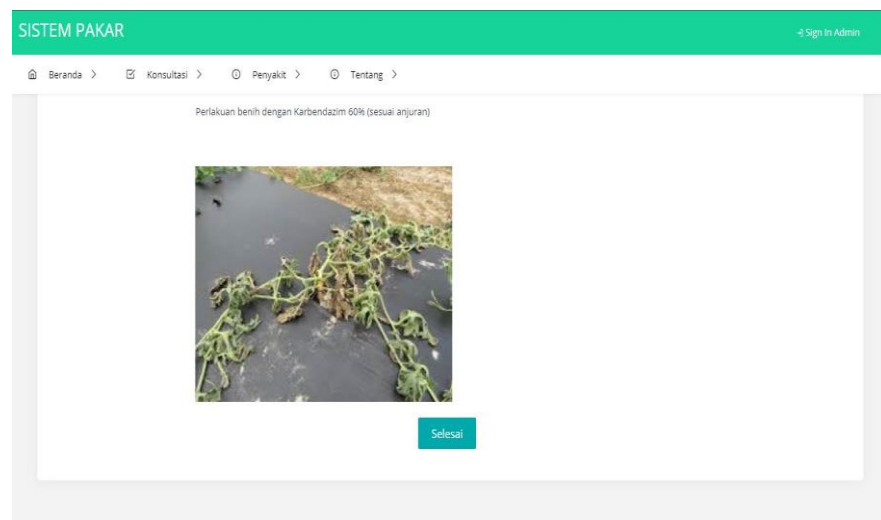 SISTEM PAKAR
Sign In Admin
Beranda > Konsultasi > Penyakit > Tentang >
Perlakuan benih dengan Karbendazim 60% (sesuai anjuran)
Selesai